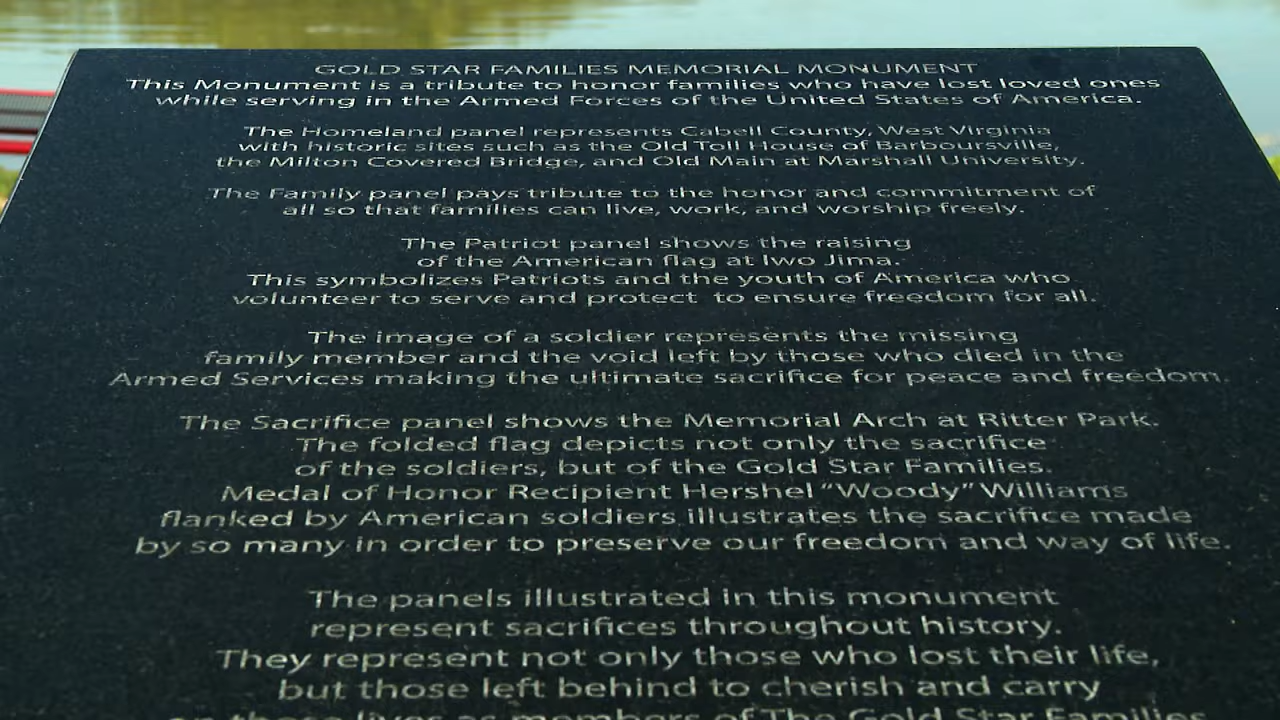 GOLD STAR FAMILIES MEMORIAL MONUMENT
This Monument is a tribute to honor families who have lost loved ones
while serving in the Armed Forces of the United States of America.
The Homeland panel represents Cabell County, West Virginia
with historic sites such as the Old Toll House of Barboursville,
the Milton Covered Bridge, and Old Main at Marshall University.
The Family panel pays tribute to the honor and commitment of
all so that families can live, work, and worship freely.
The Patriot panel shows the raising
of the American flag at Iwo Jima.
This symbolizes Patriots and the youth of America who
volunteer to serve and protect to ensure freedom for all.
The image of a soldier represents the missing
family member and the void left by those who died in the
Armed Services making the ultimate sacrifice for peace and freedom.
The Sacrifice panel shows the Memorial Arch at Ritter Park.
The folded flag depicts not only the sacrifice
of the soldiers, but of the Gold Star Families.
Medal of Honor Recipient Hershel “Woody” Williams
flanked by American soldiers illustrates the sacrifice made
by so many in order to preserve our freedom and way of life.
The panels illustrated in this monument
represent sacrifices throughout history.
They represent not only those who lost their life,
but those left behind to cherish and carry
on those lives as members of The Gold Star Families